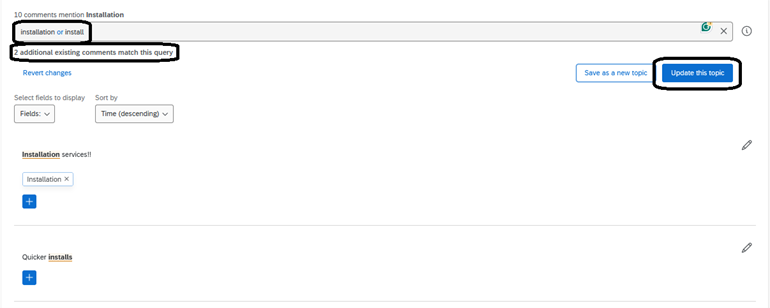 10 comments mention Installation
installation or install
2 additional existing comments match this query
Revert changes
Save as a new topic
Update this topic
Select fields to display
Sort by
Fields:
Time (descending)
Installation services!!
Installation
Quicker installs